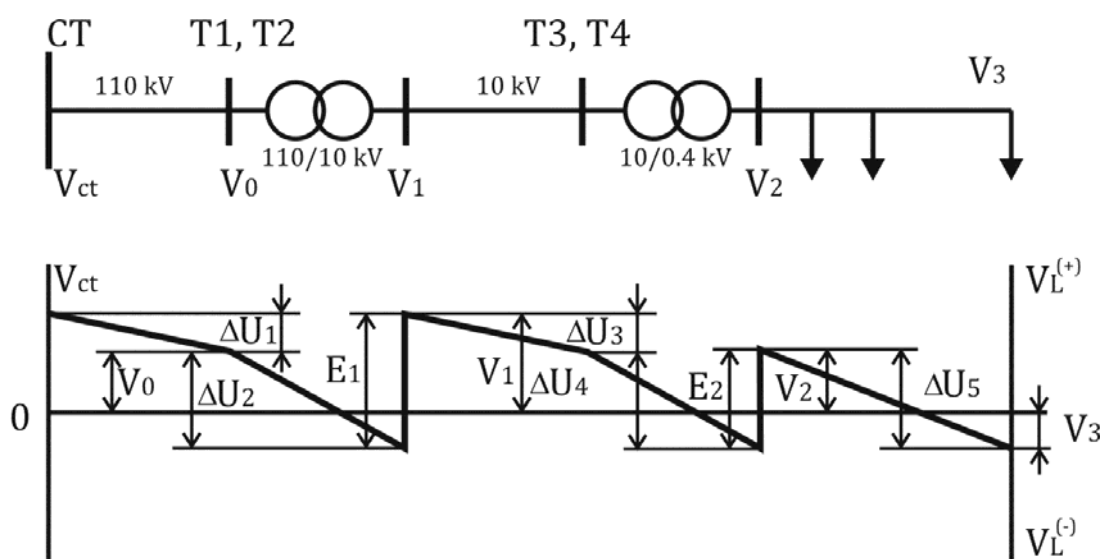 CT T1, T2 T3, T4
110 kV 10 kV V3
110/10 kV 10/0.4 kV
Vct V0 V1 V2
Vct VL(+)
ΔU1 ΔU3
V0 ΔU2 E1 V1 ΔU4 E2 V2 ΔU5
0 V3
VL(-)